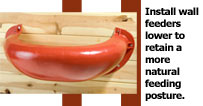 Install wall
feeders
lower to
retain a
more
natural
feeding
posture.